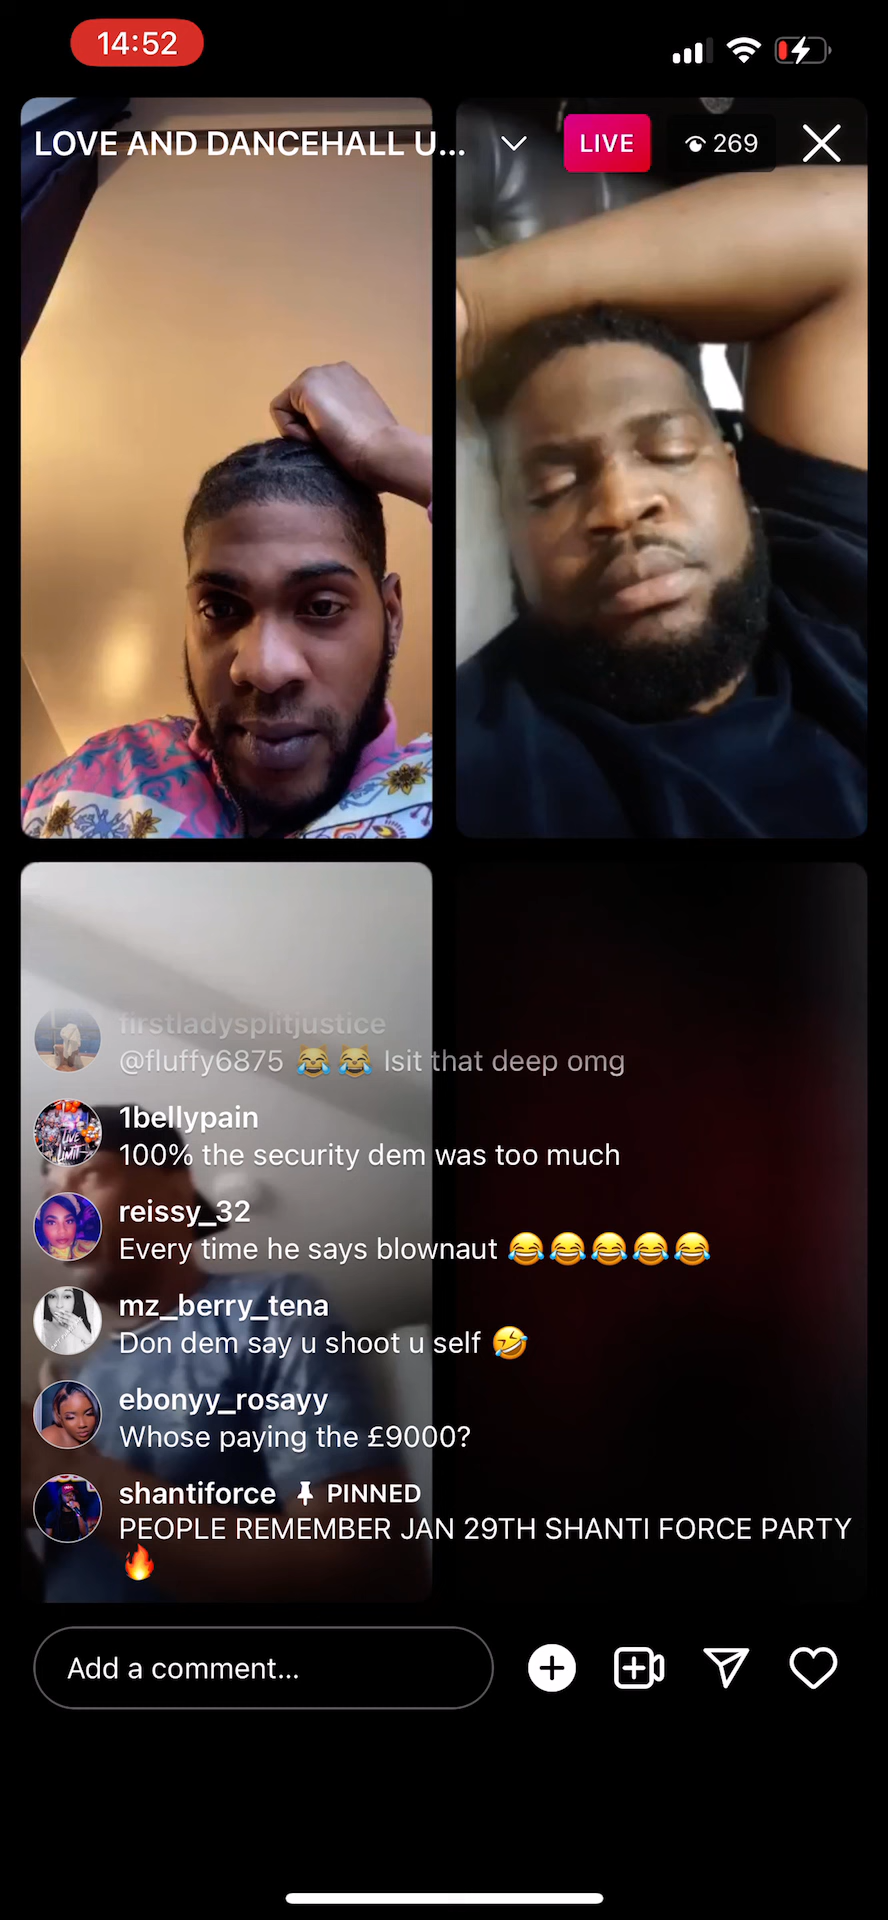 14:52
LOVE AND DANCEHALL U...
LIVE
269
firstladysplitjustice
@fluffy6875 😹 😹 Isit that deep omg
1bellypain
100% the security dem was too much
reissy_32
Every time he says blownaut 😂😂😂😂😂
mz_berry_tena
Don dem say u shoot u self 🤣
ebonyy_rosayy
Whose paying the £9000?
shantiforce PINNED
PEOPLE REMEMBER JAN 29TH SHANTI FORCE PARTY
🔥
Add a comment...